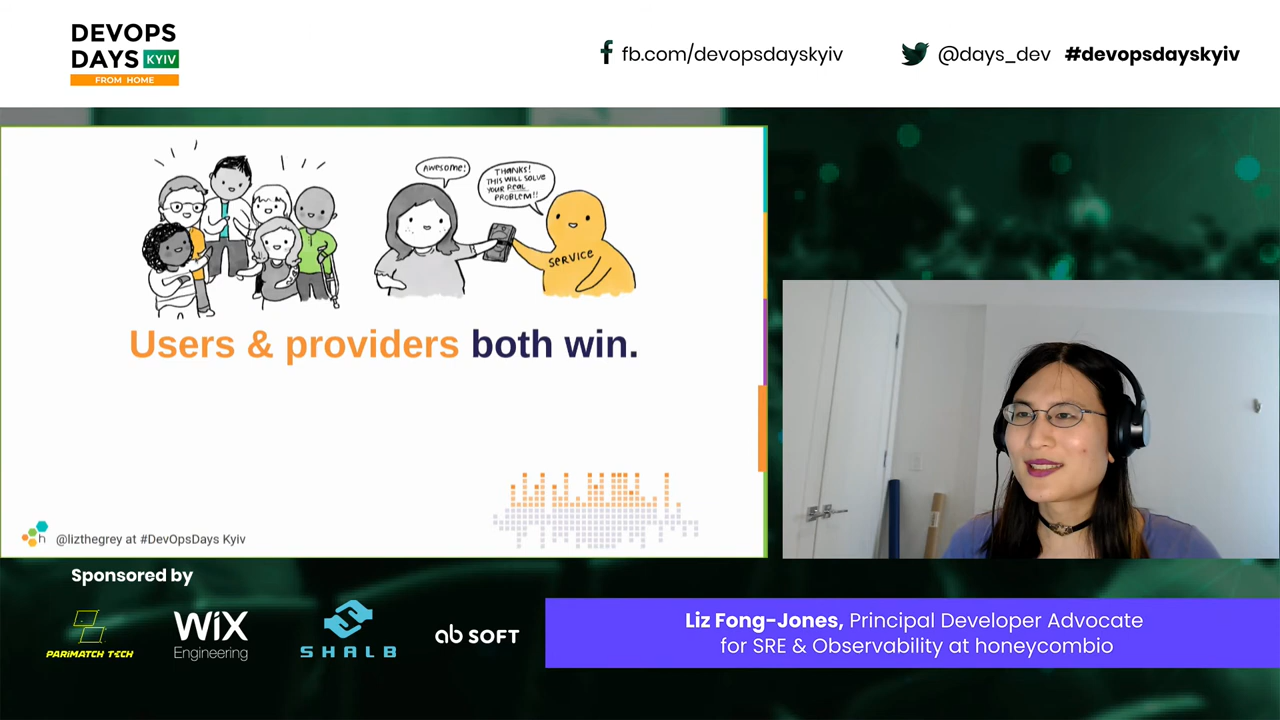 DEVOPS
DAYS KYIV
FROM HOME
fb.com/devopsdayskyiv
@days_dev #devopsdayskyiv
AWESOME!
THANKS!
THIS WILL SOLVE
YOUR REAL
PROBLEM!!
SERVICE
Users & providers both win.
h @lizthegrey at #DevOpsDays Kyiv
Sponsored by
PARIMATCH TECH
WiX
Engineering
SHALB
ab SOFT
Liz Fong-Jones, Principal Developer Advocate
for SRE & Observability at honeycombio